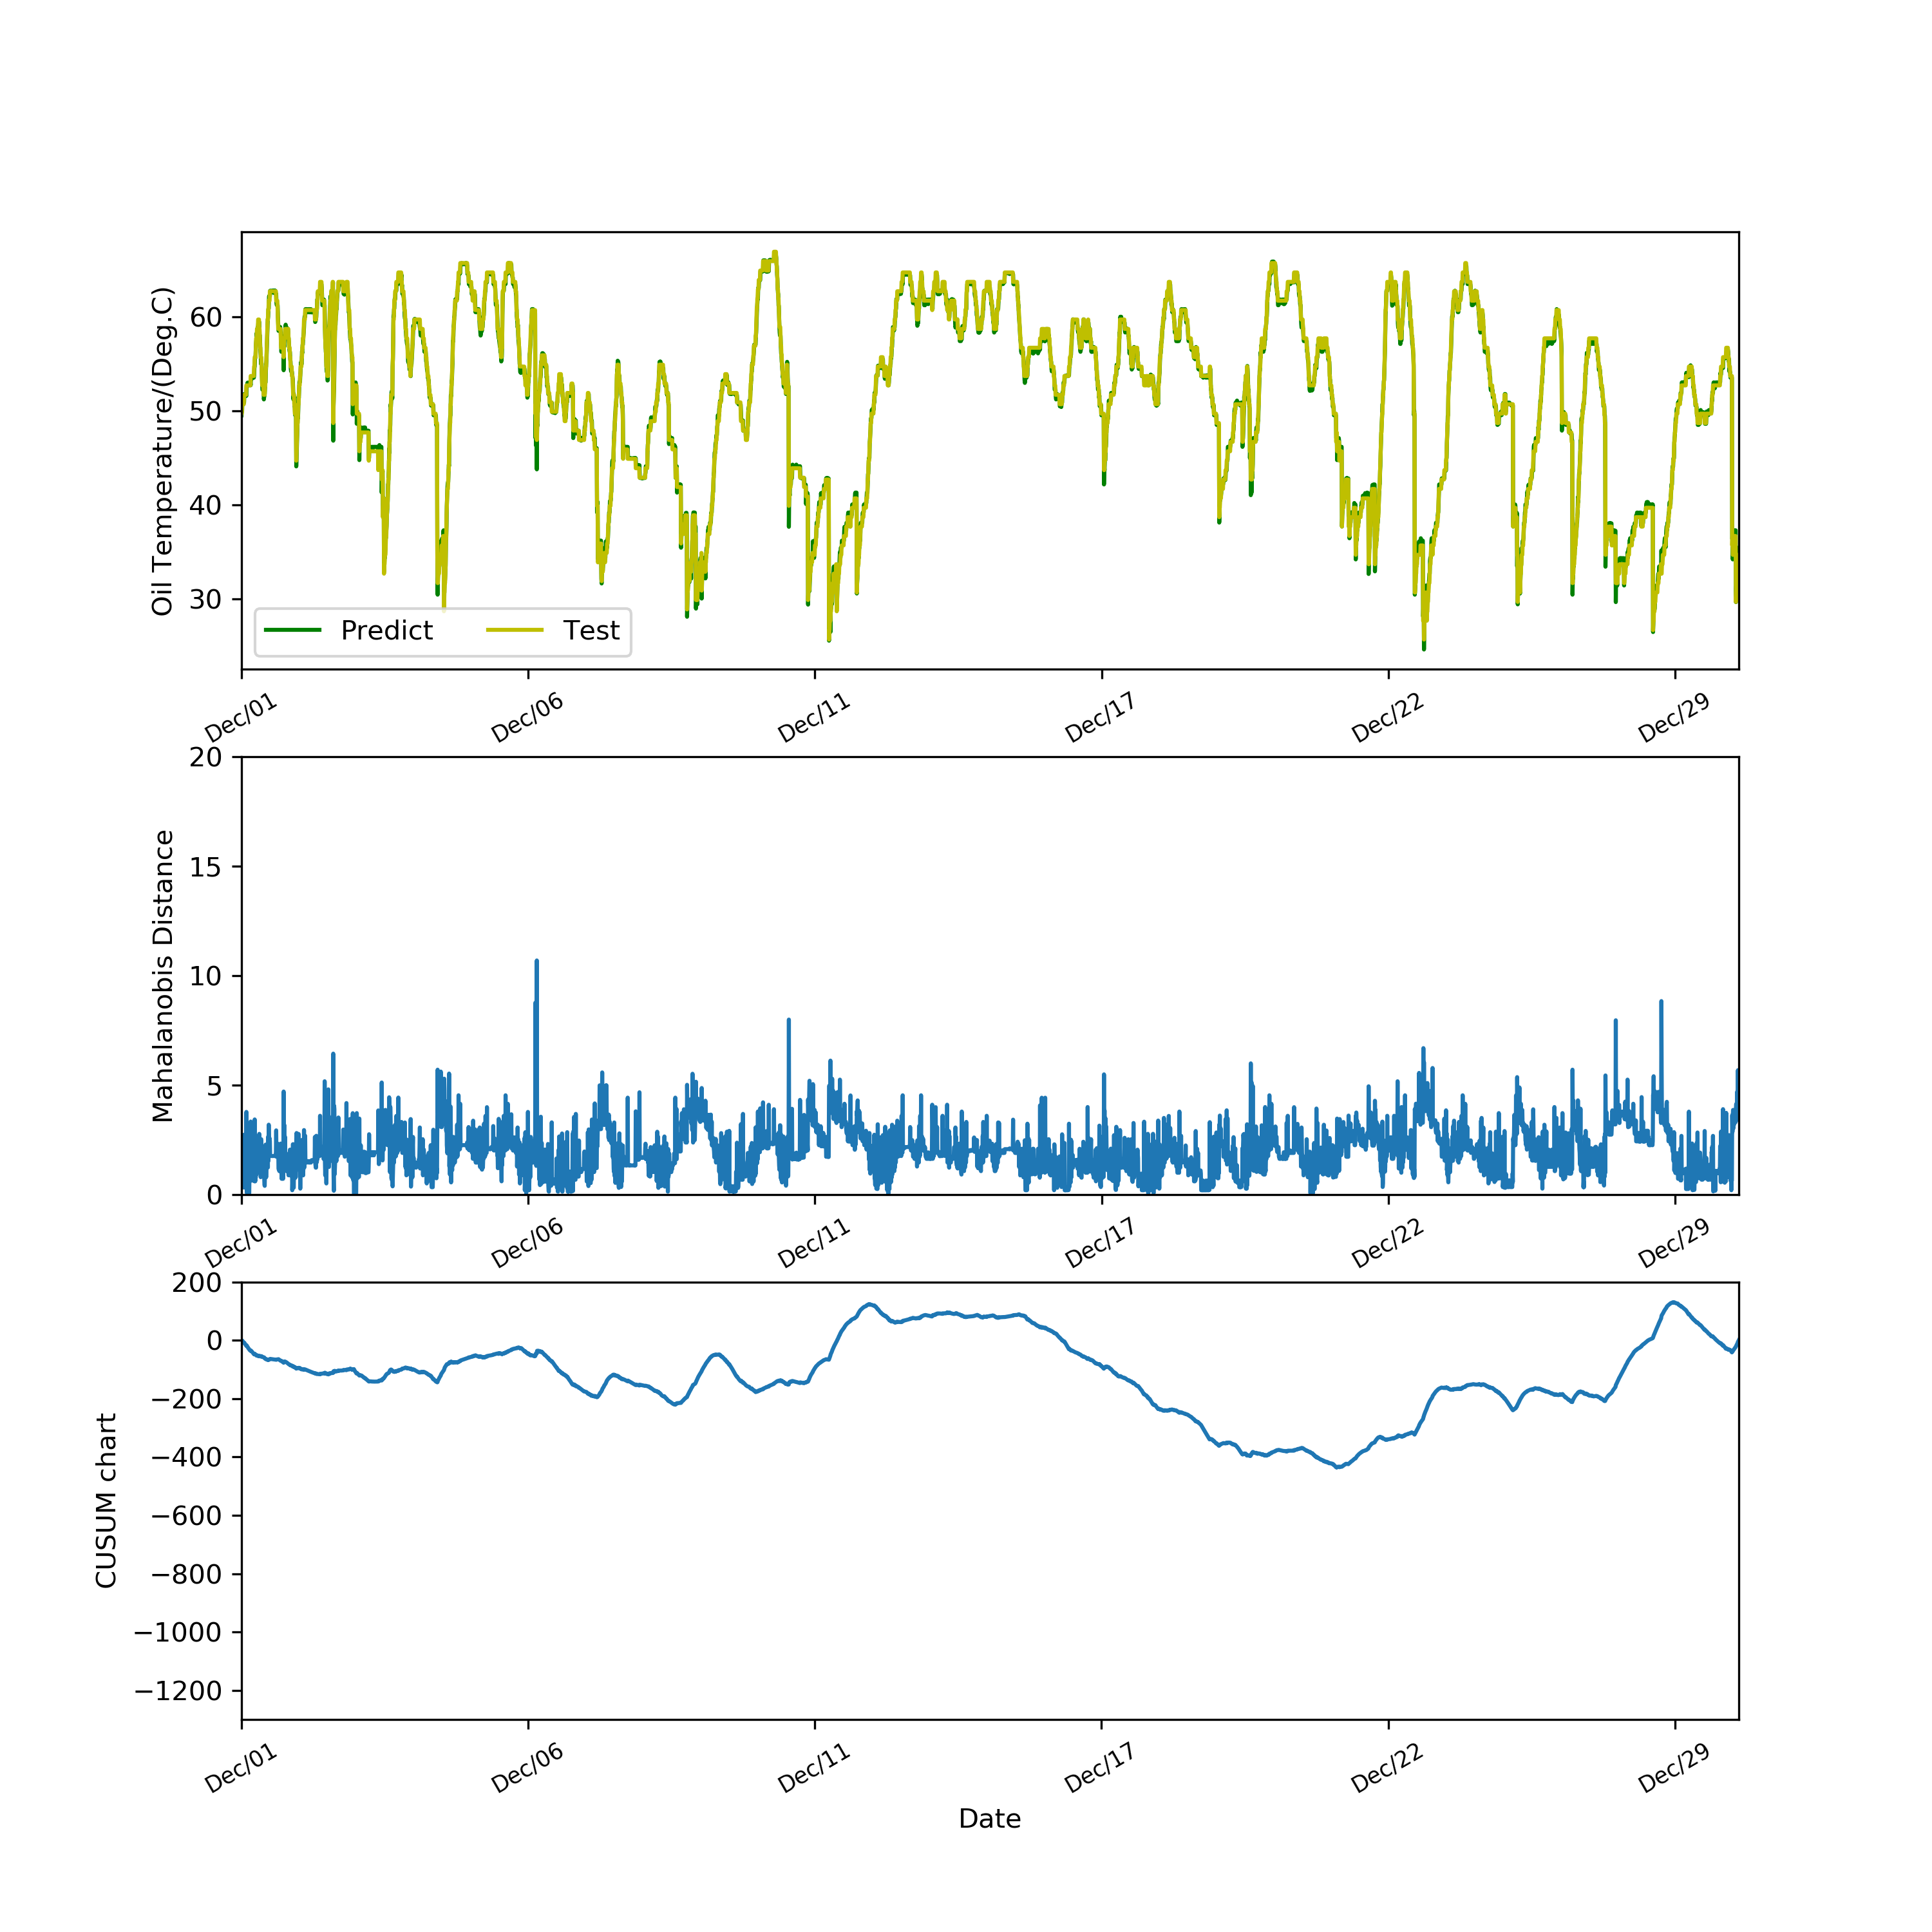 Oil Temperature/(Deg.C)
60
50
40
30
Predict
Test
Dec/01
Dec/06
Dec/11
Dec/17
Dec/22
Dec/29
Mahalanobis Distance
20
15
10
5
0
Dec/01
Dec/06
Dec/11
Dec/17
Dec/22
Dec/29
CUSUM chart
200
0
−200
−400
−600
−800
−1000
−1200
Dec/01
Dec/06
Dec/11
Dec/17
Dec/22
Dec/29
Date